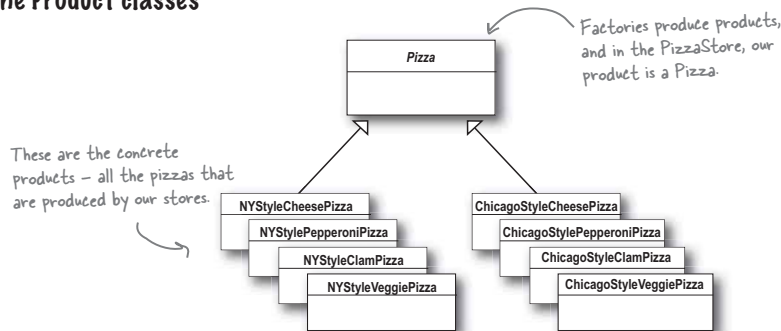 Product classes
Factories produce products,
and in the PizzaStore, our
product is a Pizza.
Pizza
These are the concrete
products – all the pizzas that
are produced by our stores.
NYStyleCheesePizza
NYStylePepperoniPizza
NYStyleClamPizza
NYStyleVeggiePizza
ChicagoStyleCheesePizza
ChicagoStylePepperoniPizza
ChicagoStyleClamPizza
ChicagoStyleVeggiePizza